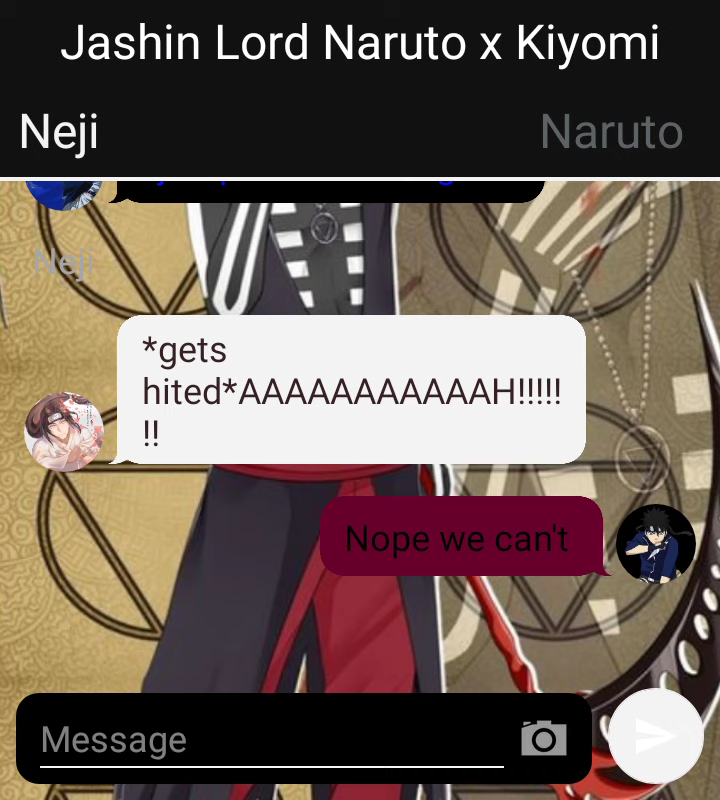 Jashin Lord Naruto x Kiyomi
Neji
Naruto
Neji
*gets
hited*AAAAAAAAAAAH!!!!!
!!
Nope we can't
Message